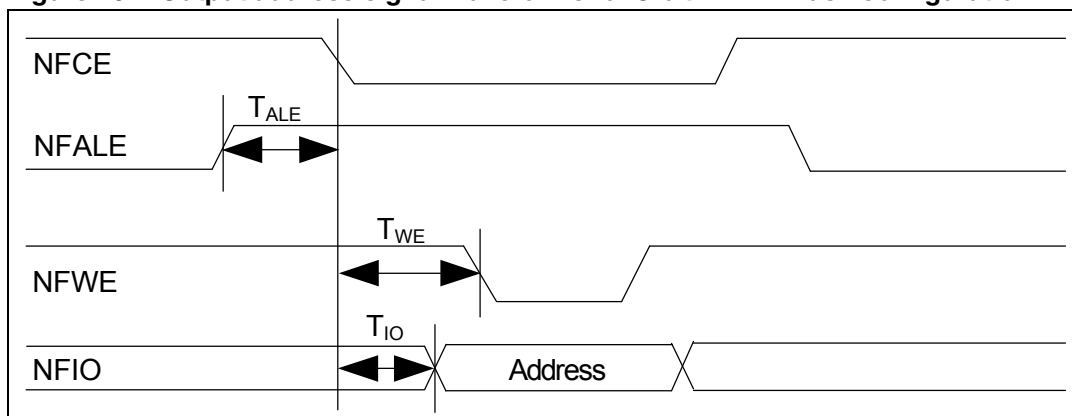 NFCE
T_ALE
NFALE
T_WE
NFWE
T_IO
NFIO
Address